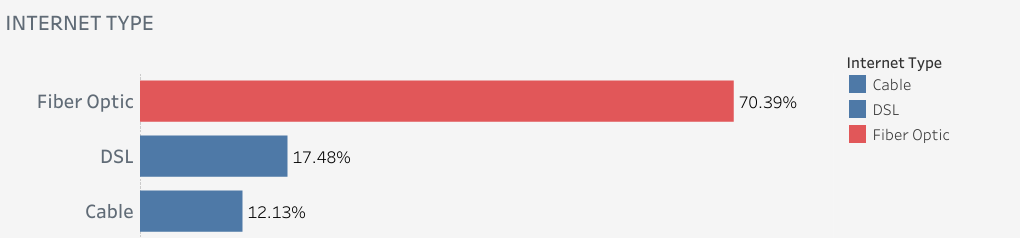 INTERNET TYPE
Fiber Optic 70.39%
DSL 17.48%
Cable 12.13%
Internet Type
Cable
DSL
Fiber Optic